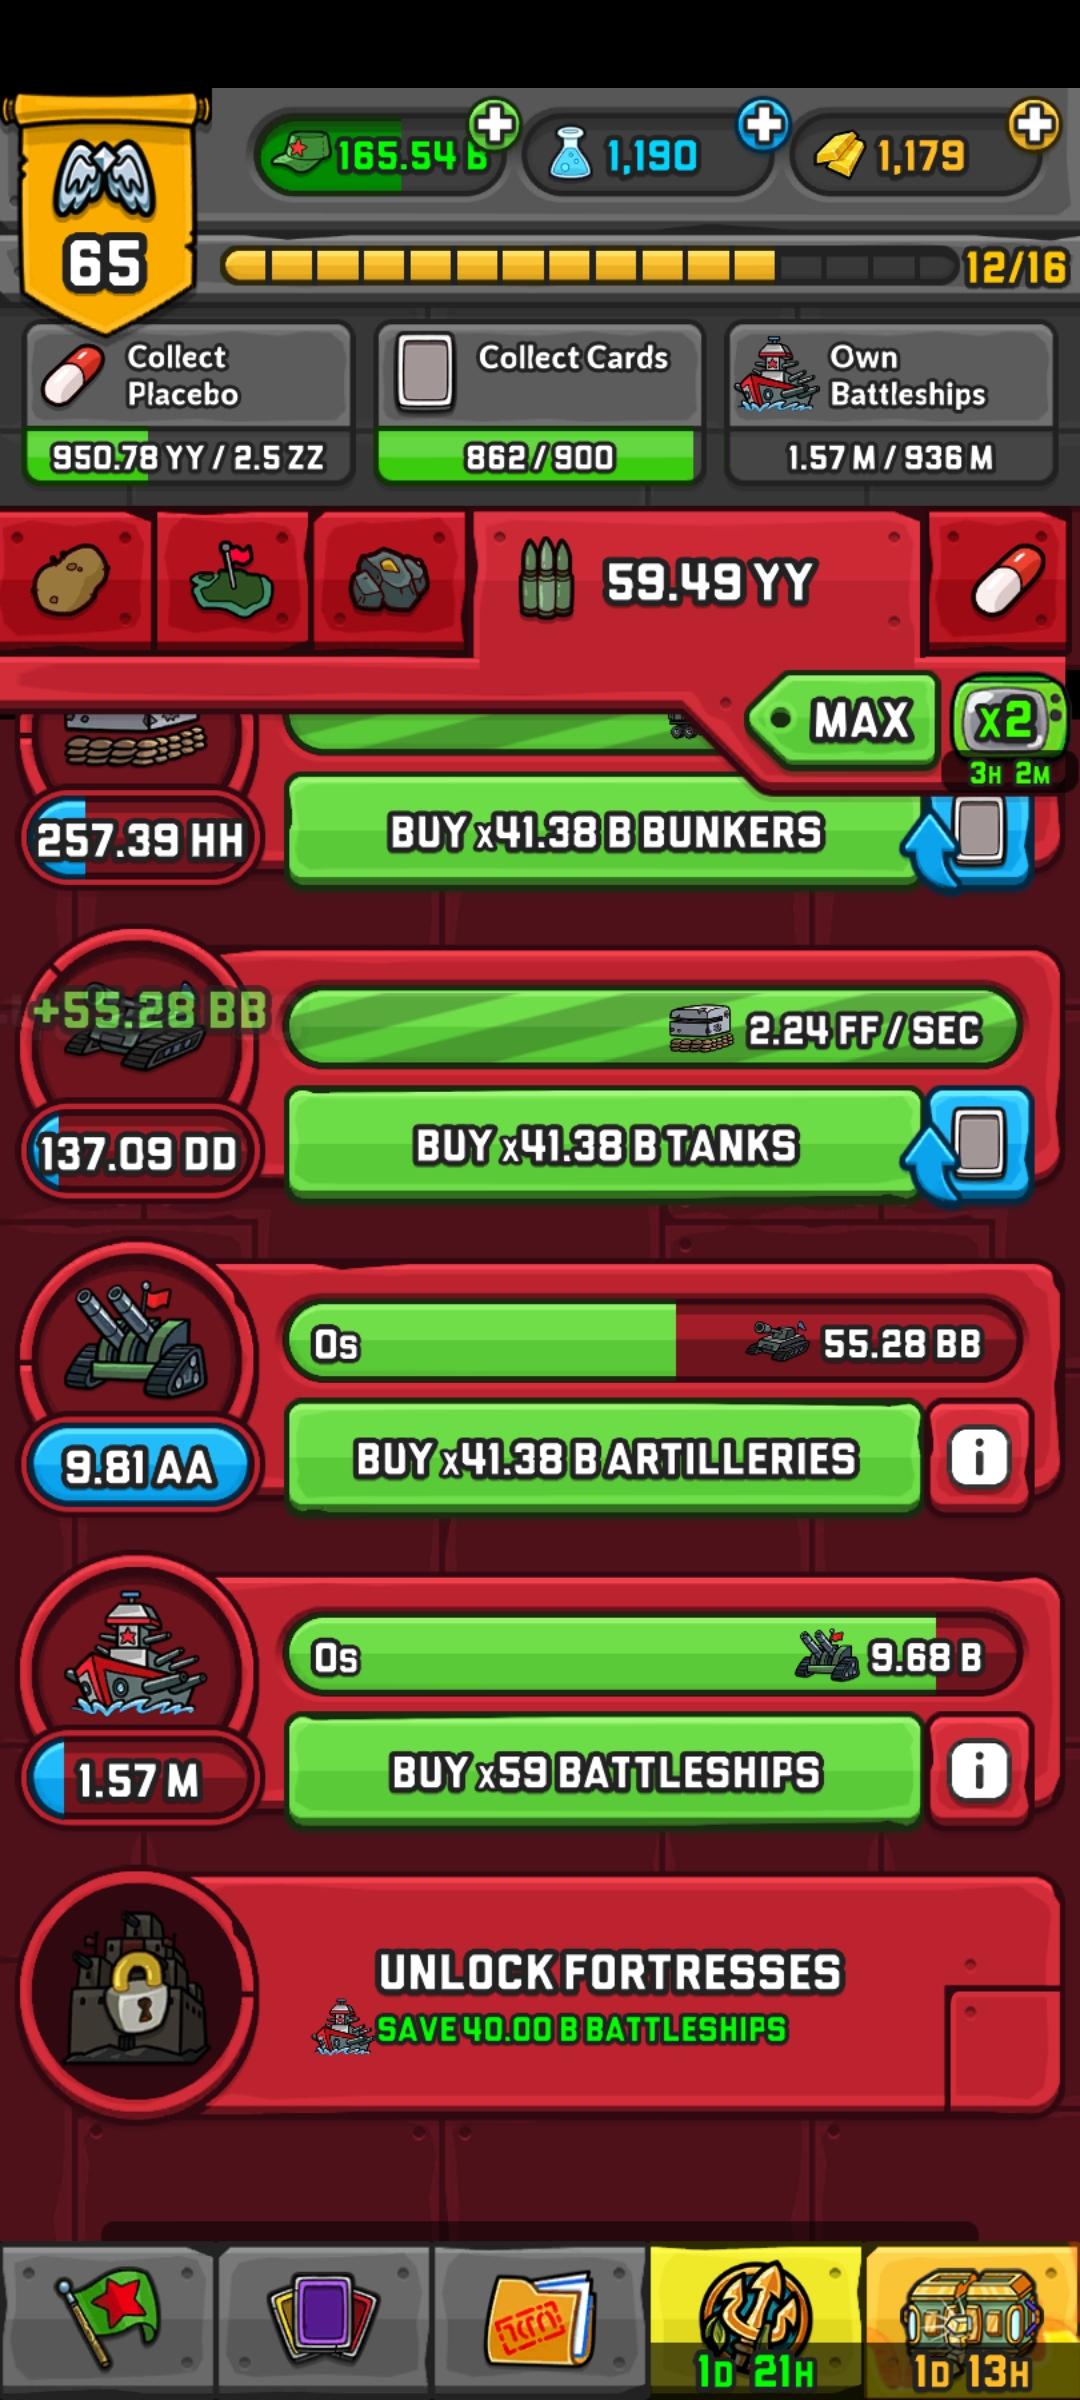 165.54 B
1,190
1,179
65
12/16
Collect
Placebo
950.78 YY / 2.5 ZZ
Collect Cards
862/900
Own
Battleships
1.57 M / 936 M
59.49 YY
MAX
x2
3H 2M
257.39 HH
BUY x41.38 B BUNKERS
+55.28 BB
2.24 FF / SEC
137.09 DD
BUY x41.38 B TANKS
0s
55.28 BB
9.81 AA
BUY x41.38 B ARTILLERIES
i
0s
9.68 B
1.57 M
BUY x59 BATTLESHIPS
i
UNLOCK FORTRESSES
SAVE 40.00 B BATTLESHIPS
1D 21H
1D 13H